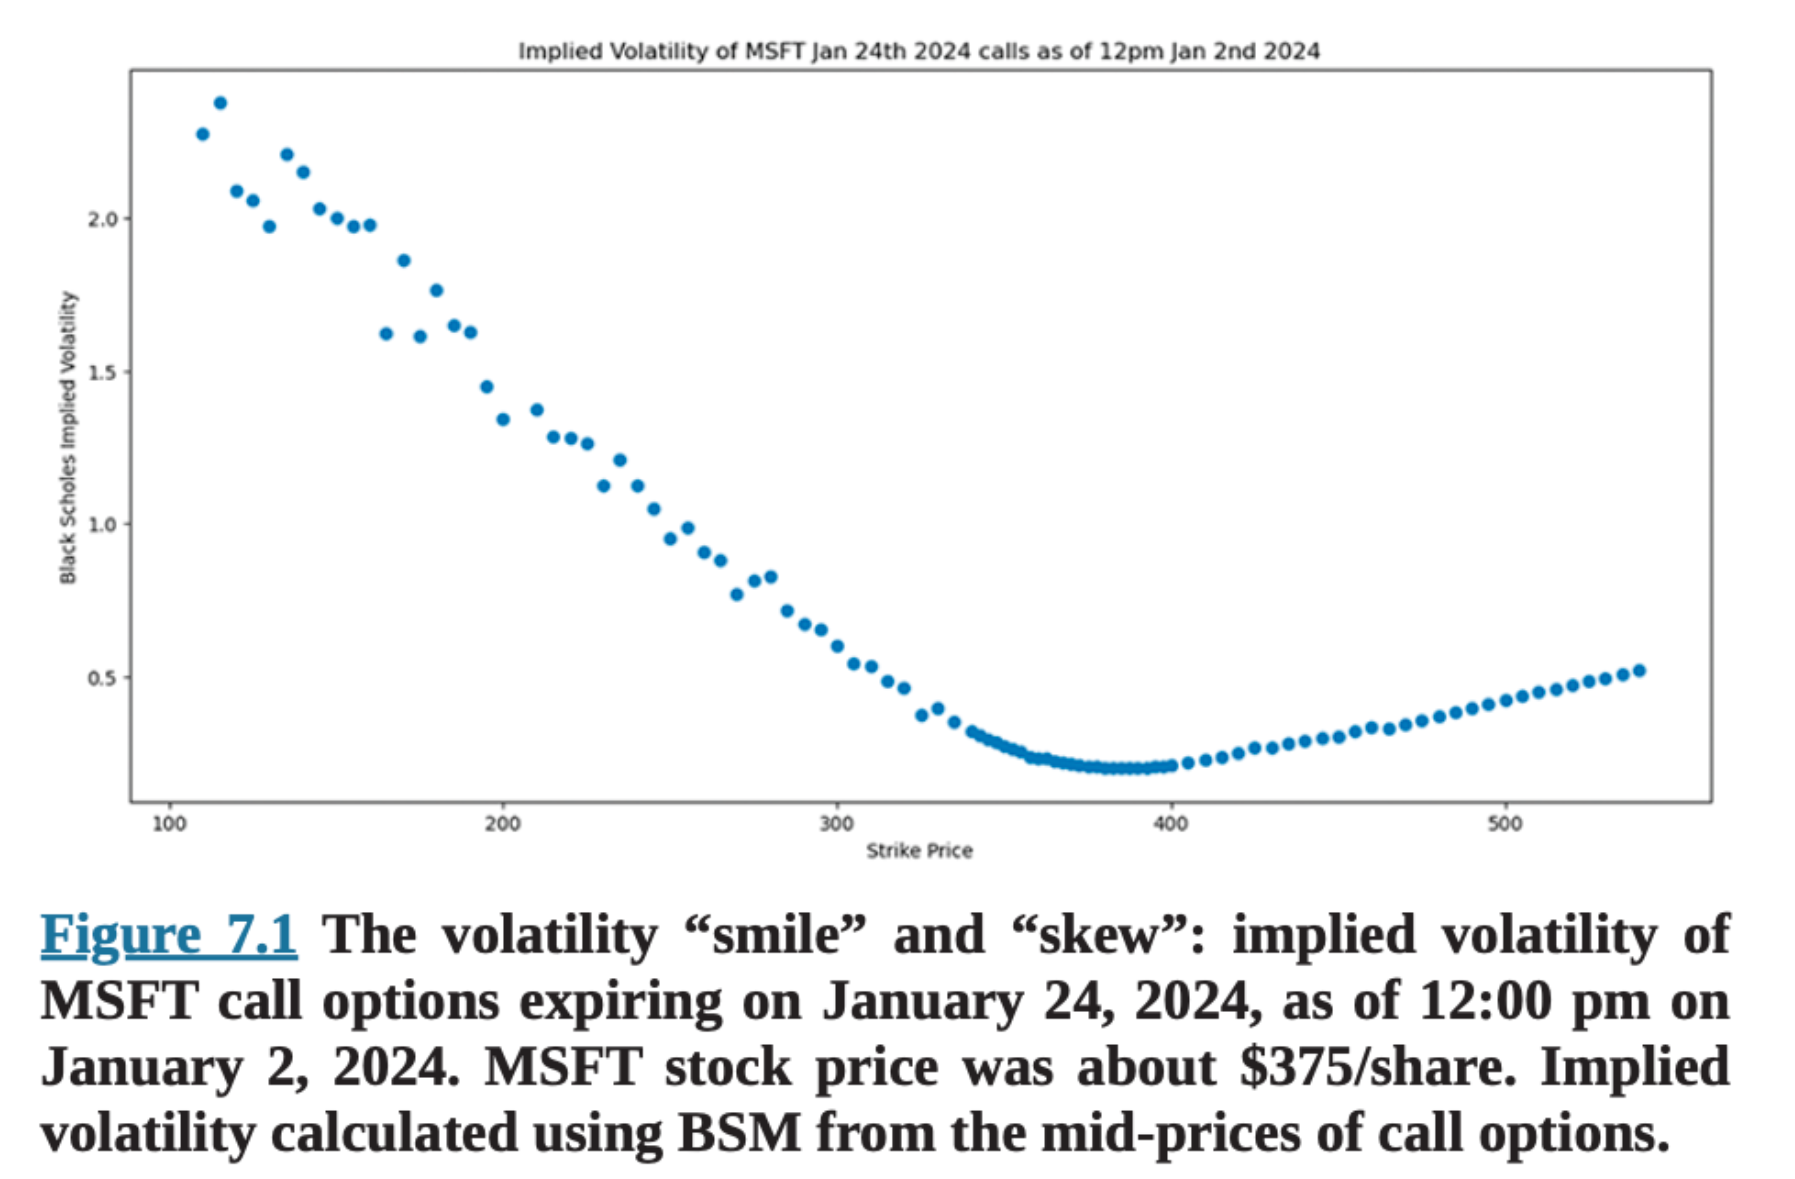 Implied Volatility of MSFT Jan 24th 2024 calls as of 12pm Jan 2nd 2024
Black Scholes Implied Volatility
2.0
1.5
1.0
0.5
100
200
300
400
500
Strike Price
Figure 7.1 The volatility “smile” and “skew”: implied volatility of
MSFT call options expiring on January 24, 2024, as of 12:00 pm on
January 2, 2024. MSFT stock price was about $375/share. Implied
volatility calculated using BSM from the mid-prices of call options.